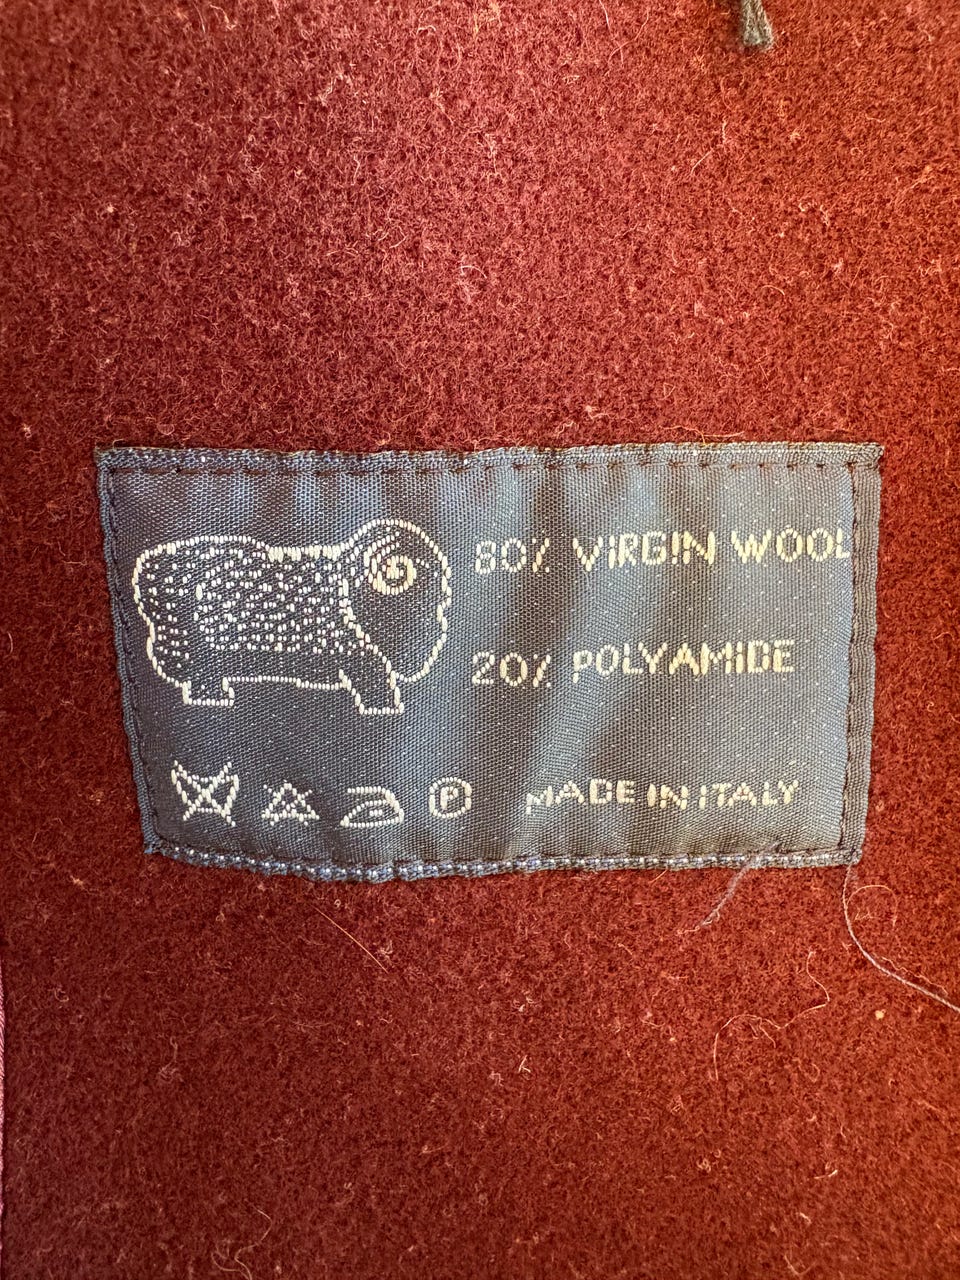 80% VIRGIN WOOL
20% POLYAMIDE
P MADE IN ITALY